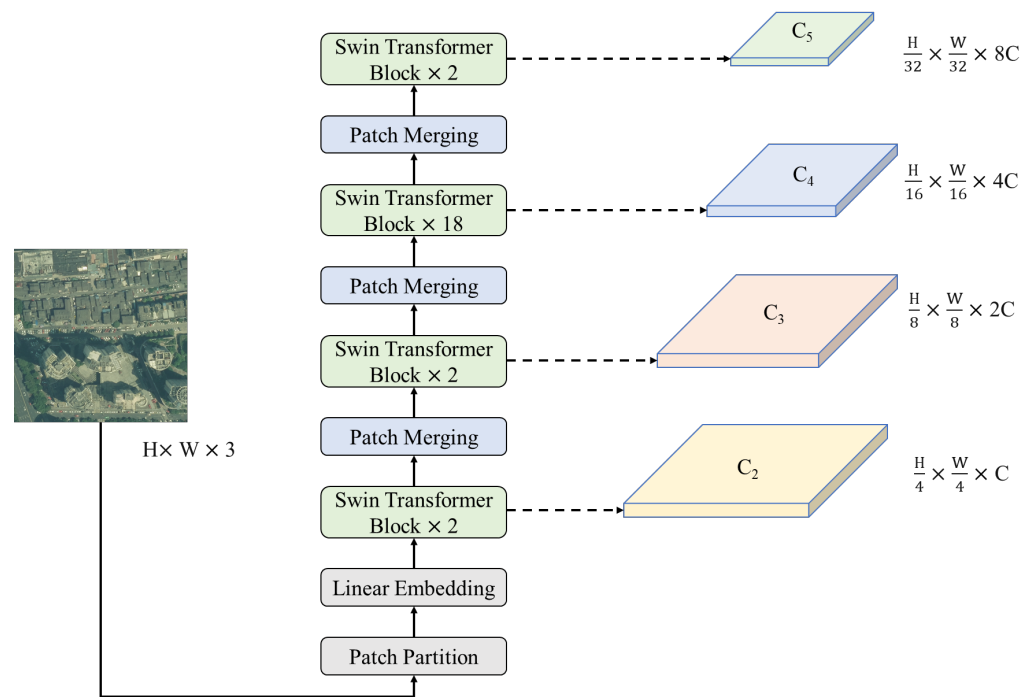 Swin Transformer
Block × 2
C₅
H/32 × W/32 × 8C
Patch Merging
Swin Transformer
Block × 18
C₄
H/16 × W/16 × 4C
Patch Merging
Swin Transformer
Block × 2
C₃
H/8 × W/8 × 2C
H× W × 3
Patch Merging
Swin Transformer
Block × 2
C₂
H/4 × W/4 × C
Linear Embedding
Patch Partition